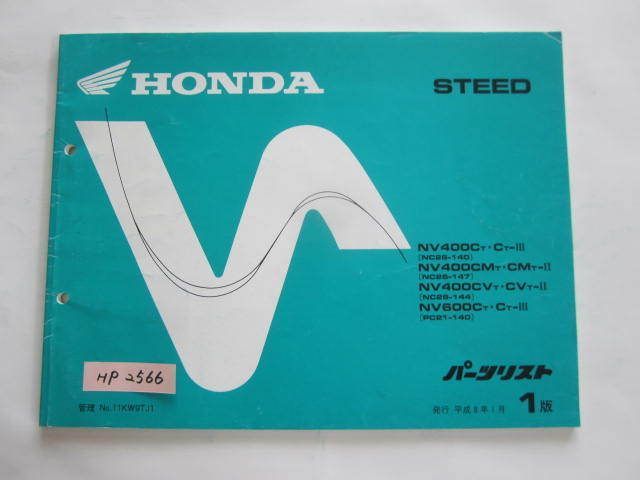 HONDA
STEED
NV400CT・CT-III
(NC26-140)
NV400CMT・CMT-II
(NC26-147)
NV400CVT・CVT-II
(NC26-144)
NV600CT・CT-III
(PC21-140)
パーツリスト
HP 2566
管理 No.11KW9TJ1
発行 平成8年1月
1版